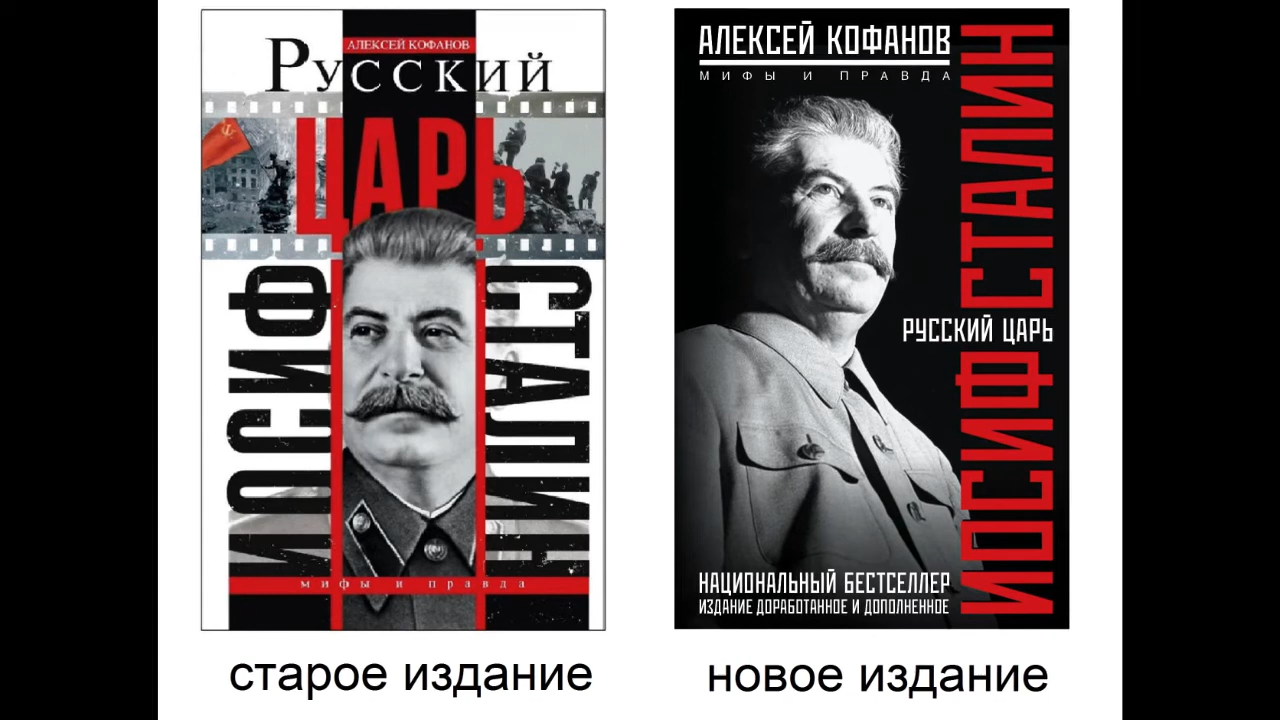 АЛЕКСЕЙ КОФАНОВ
РУССКИЙ
ЦАРЬ
ИОСИФ
СТАЛИН
мифы и правда
старое издание
АЛЕКСЕЙ КОФАНОВ
МИФЫ И ПРАВДА
ИОСИФ СТАЛИН
РУССКИЙ ЦАРЬ
НАЦИОНАЛЬНЫЙ БЕСТСЕЛЛЕР
ИЗДАНИЕ ДОРАБОТАННОЕ И ДОПОЛНЕННОЕ
новое издание